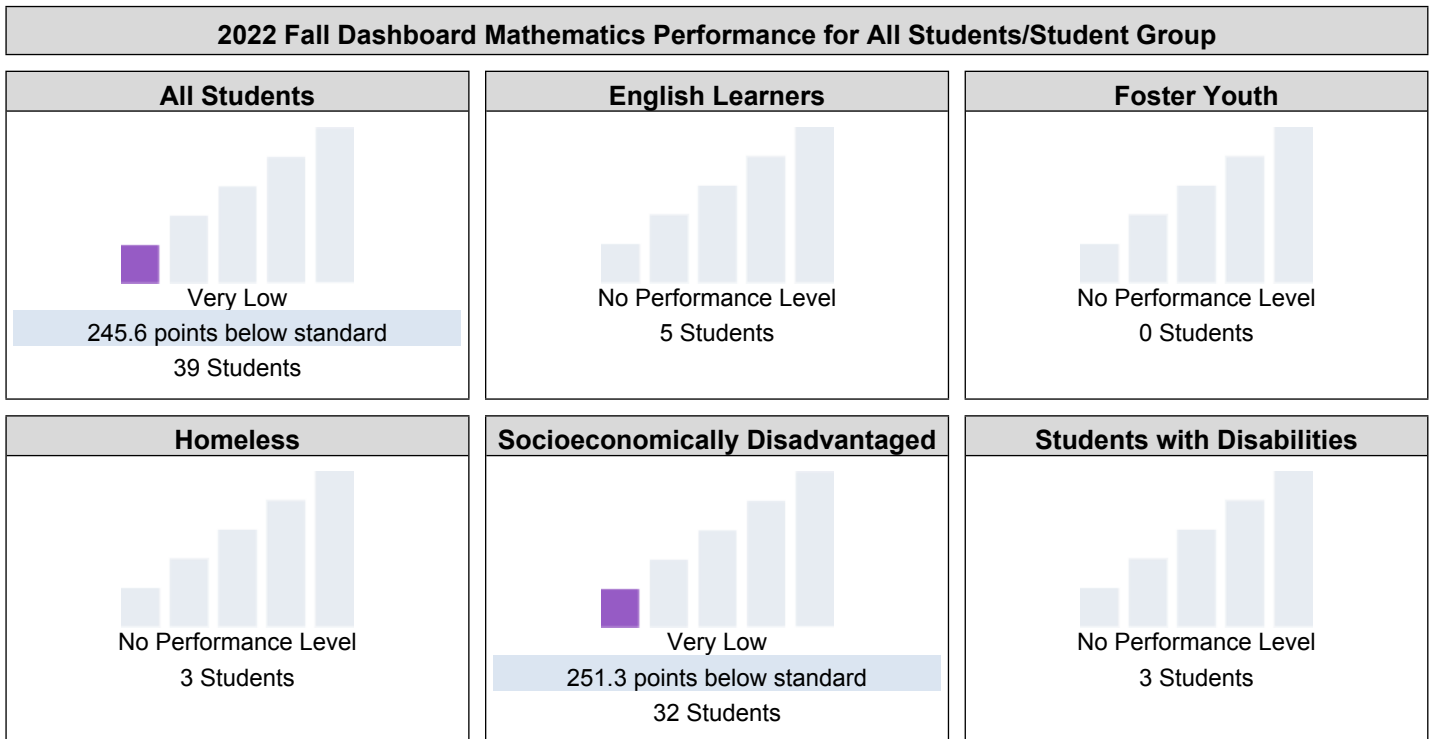 2022 Fall Dashboard Mathematics Performance for All Students/Student Group
All Students
Very Low
245.6 points below standard
39 Students
English Learners
No Performance Level
5 Students
Foster Youth
No Performance Level
0 Students
Homeless
No Performance Level
3 Students
Socioeconomically Disadvantaged
Very Low
251.3 points below standard
32 Students
Students with Disabilities
No Performance Level
3 Students